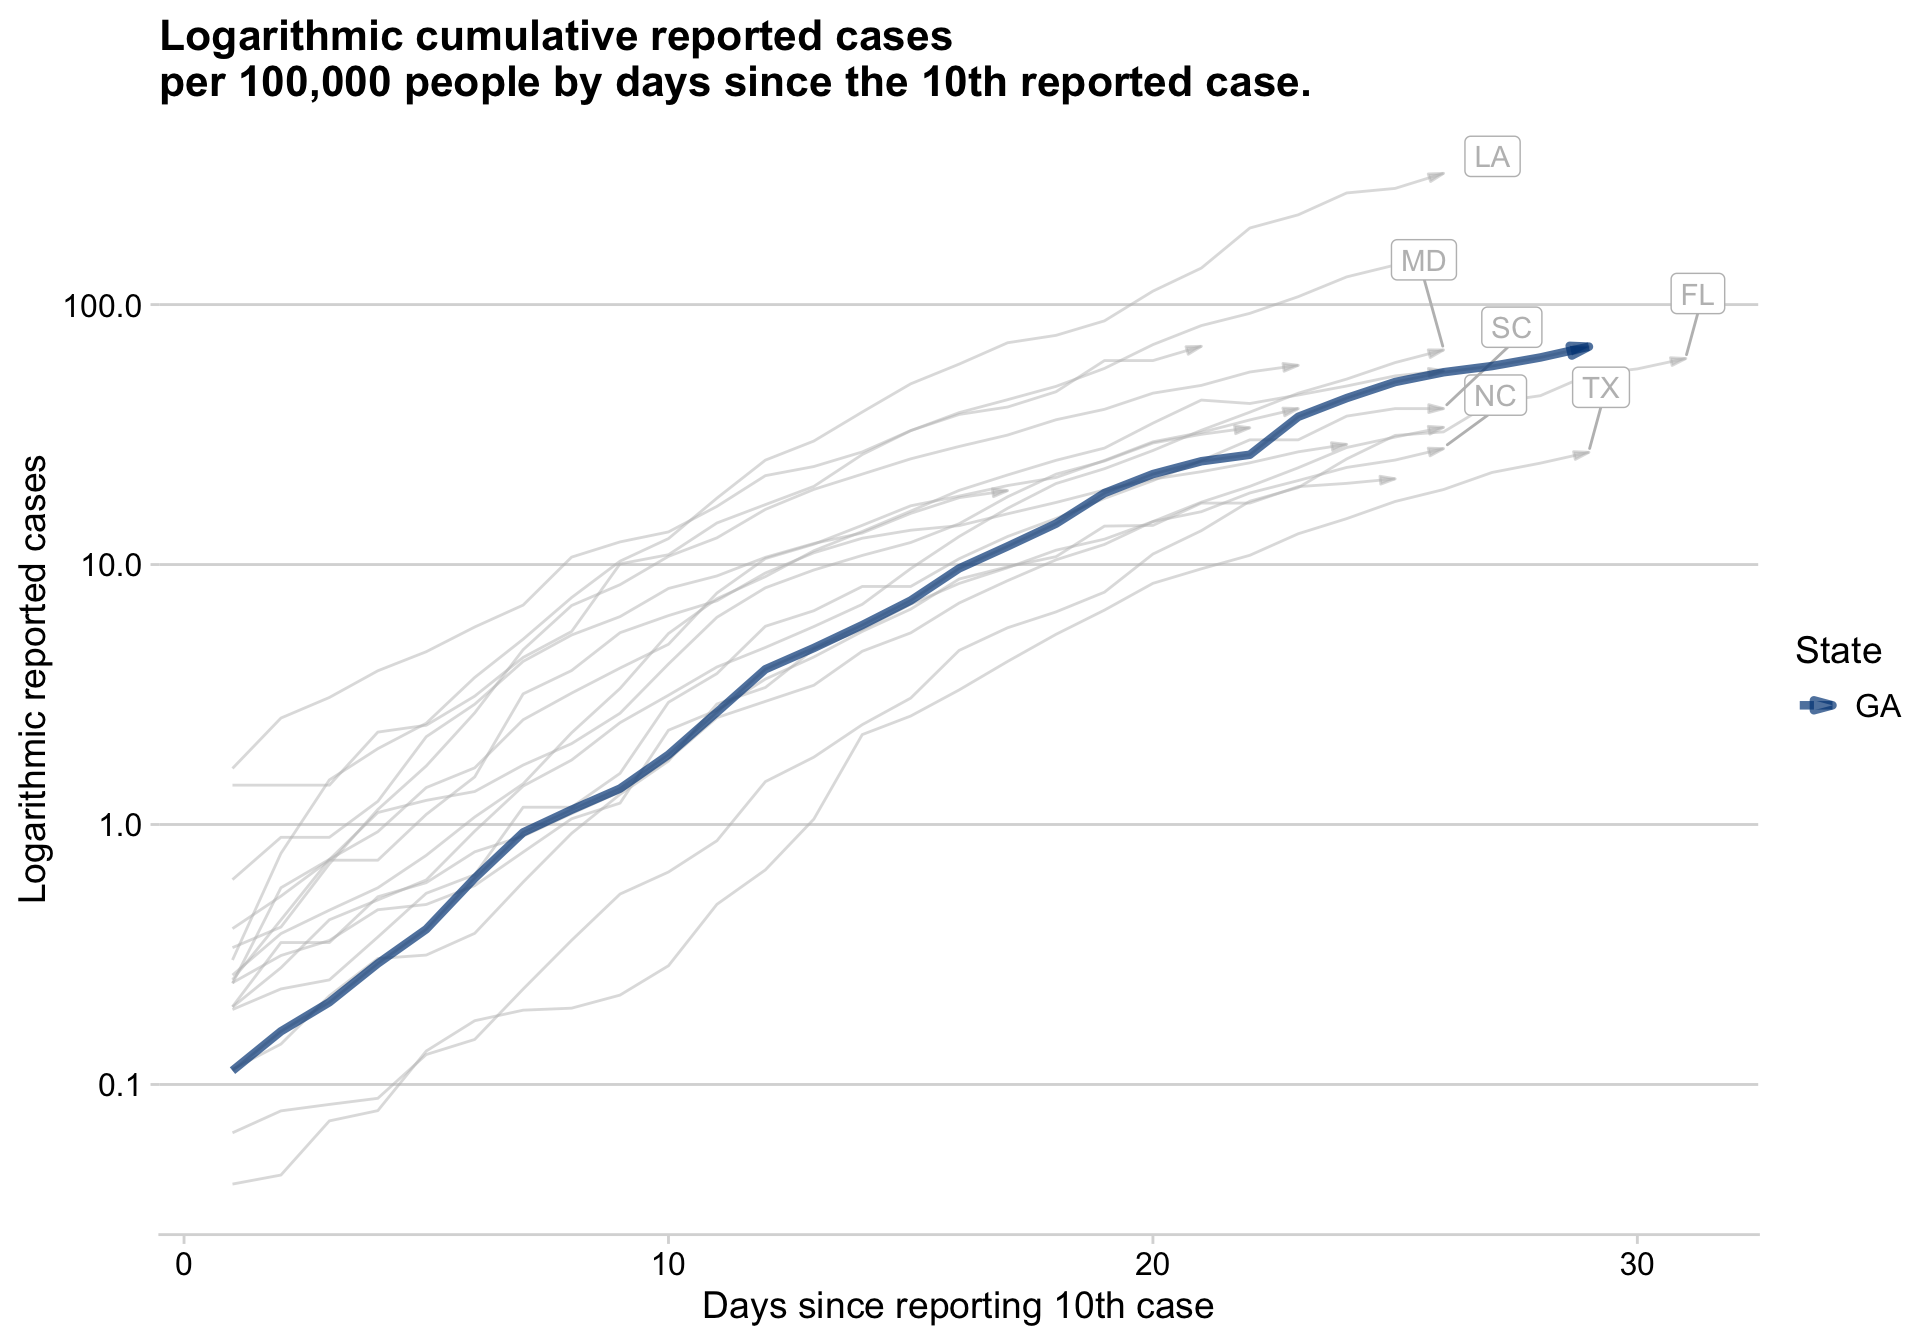 Logarithmic cumulative reported cases
per 100,000 people by days since the 10th reported case.
LA
MD
FL
SC
NC
TX
100.0
10.0
1.0
0.1
Logarithmic reported cases
0
10
20
30
Days since reporting 10th case
State
GA